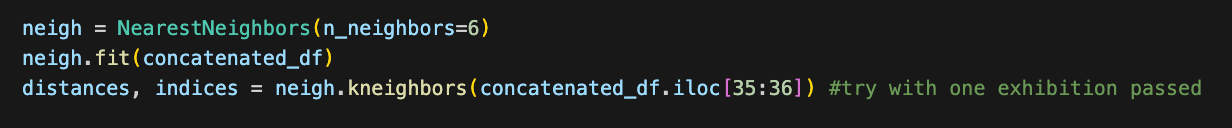 neigh = NearestNeighbors(n_neighbors=6)
neigh.fit(concatenated_df)
distances, indices = neigh.kneighbors(concatenated_df.iloc[35:36]) #try with one exhibition passed